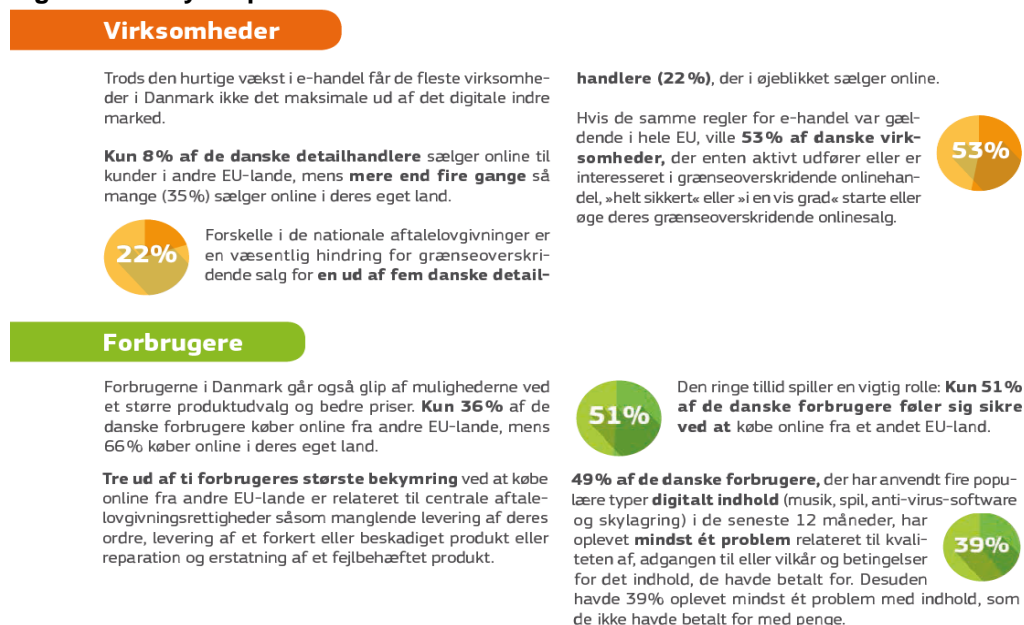 Virksomheder
Trods den hurtige vækst i e-handel får de fleste virksomhe-
der i Danmark ikke det maksimale ud af det digitale indre
marked.
Kun 8% af de danske detailhandlere sælger online til
kunder i andre EU-lande, mens mere end fire gange så
mange (35%) sælger online i deres eget land.
22%
Forskelle i de nationale aftalelovgivninger er
en væsentlig hindring for grænseoverskri-
dende salg for en ud af fem danske detail-
handlere (22%), der i øjeblikket sælger online.
Hvis de samme regler for e-handel var gæl-
dende i hele EU, ville 53% af danske virk-
somheder, der enten aktivt udfører eller er
interesseret i grænseoverskridende onlinehan-
del, »helt sikkert« eller »i en vis grad« starte eller
øge deres grænseoverskridende onlinesalg.
53%
Forbrugere
Forbrugerne i Danmark går også glip af mulighederne ved
et større produktudvalg og bedre priser. Kun 36% af de
danske forbrugere køber online fra andre EU-lande, mens
66% køber online i deres eget land.
Tre ud af ti forbrugeres største bekymring ved at købe
online fra andre EU-lande er relateret til centrale aftale-
lovgivningsrettigheder såsom manglende levering af deres
ordre, levering af et forkert eller beskadiget produkt eller
reparation og erstatning af et fejlbehæftet produkt.
51%
Den ringe tillid spiller en vigtig rolle: Kun 51%
af de danske forbrugere føler sig sikre
ved at købe online fra et andet EU-land.
49% af de danske forbrugere, der har anvendt fire popu-
lære typer digitalt indhold (musik, spil, anti-virus-software
og skylagring) i de seneste 12 måneder, har
oplevet mindst ét problem relateret til kvali-
teten af, adgangen til eller vilkår og betingelser
for det indhold, de havde betalt for. Desuden
havde 39% oplevet mindst ét problem med indhold, som
de ikke havde betalt for med penge.
39%